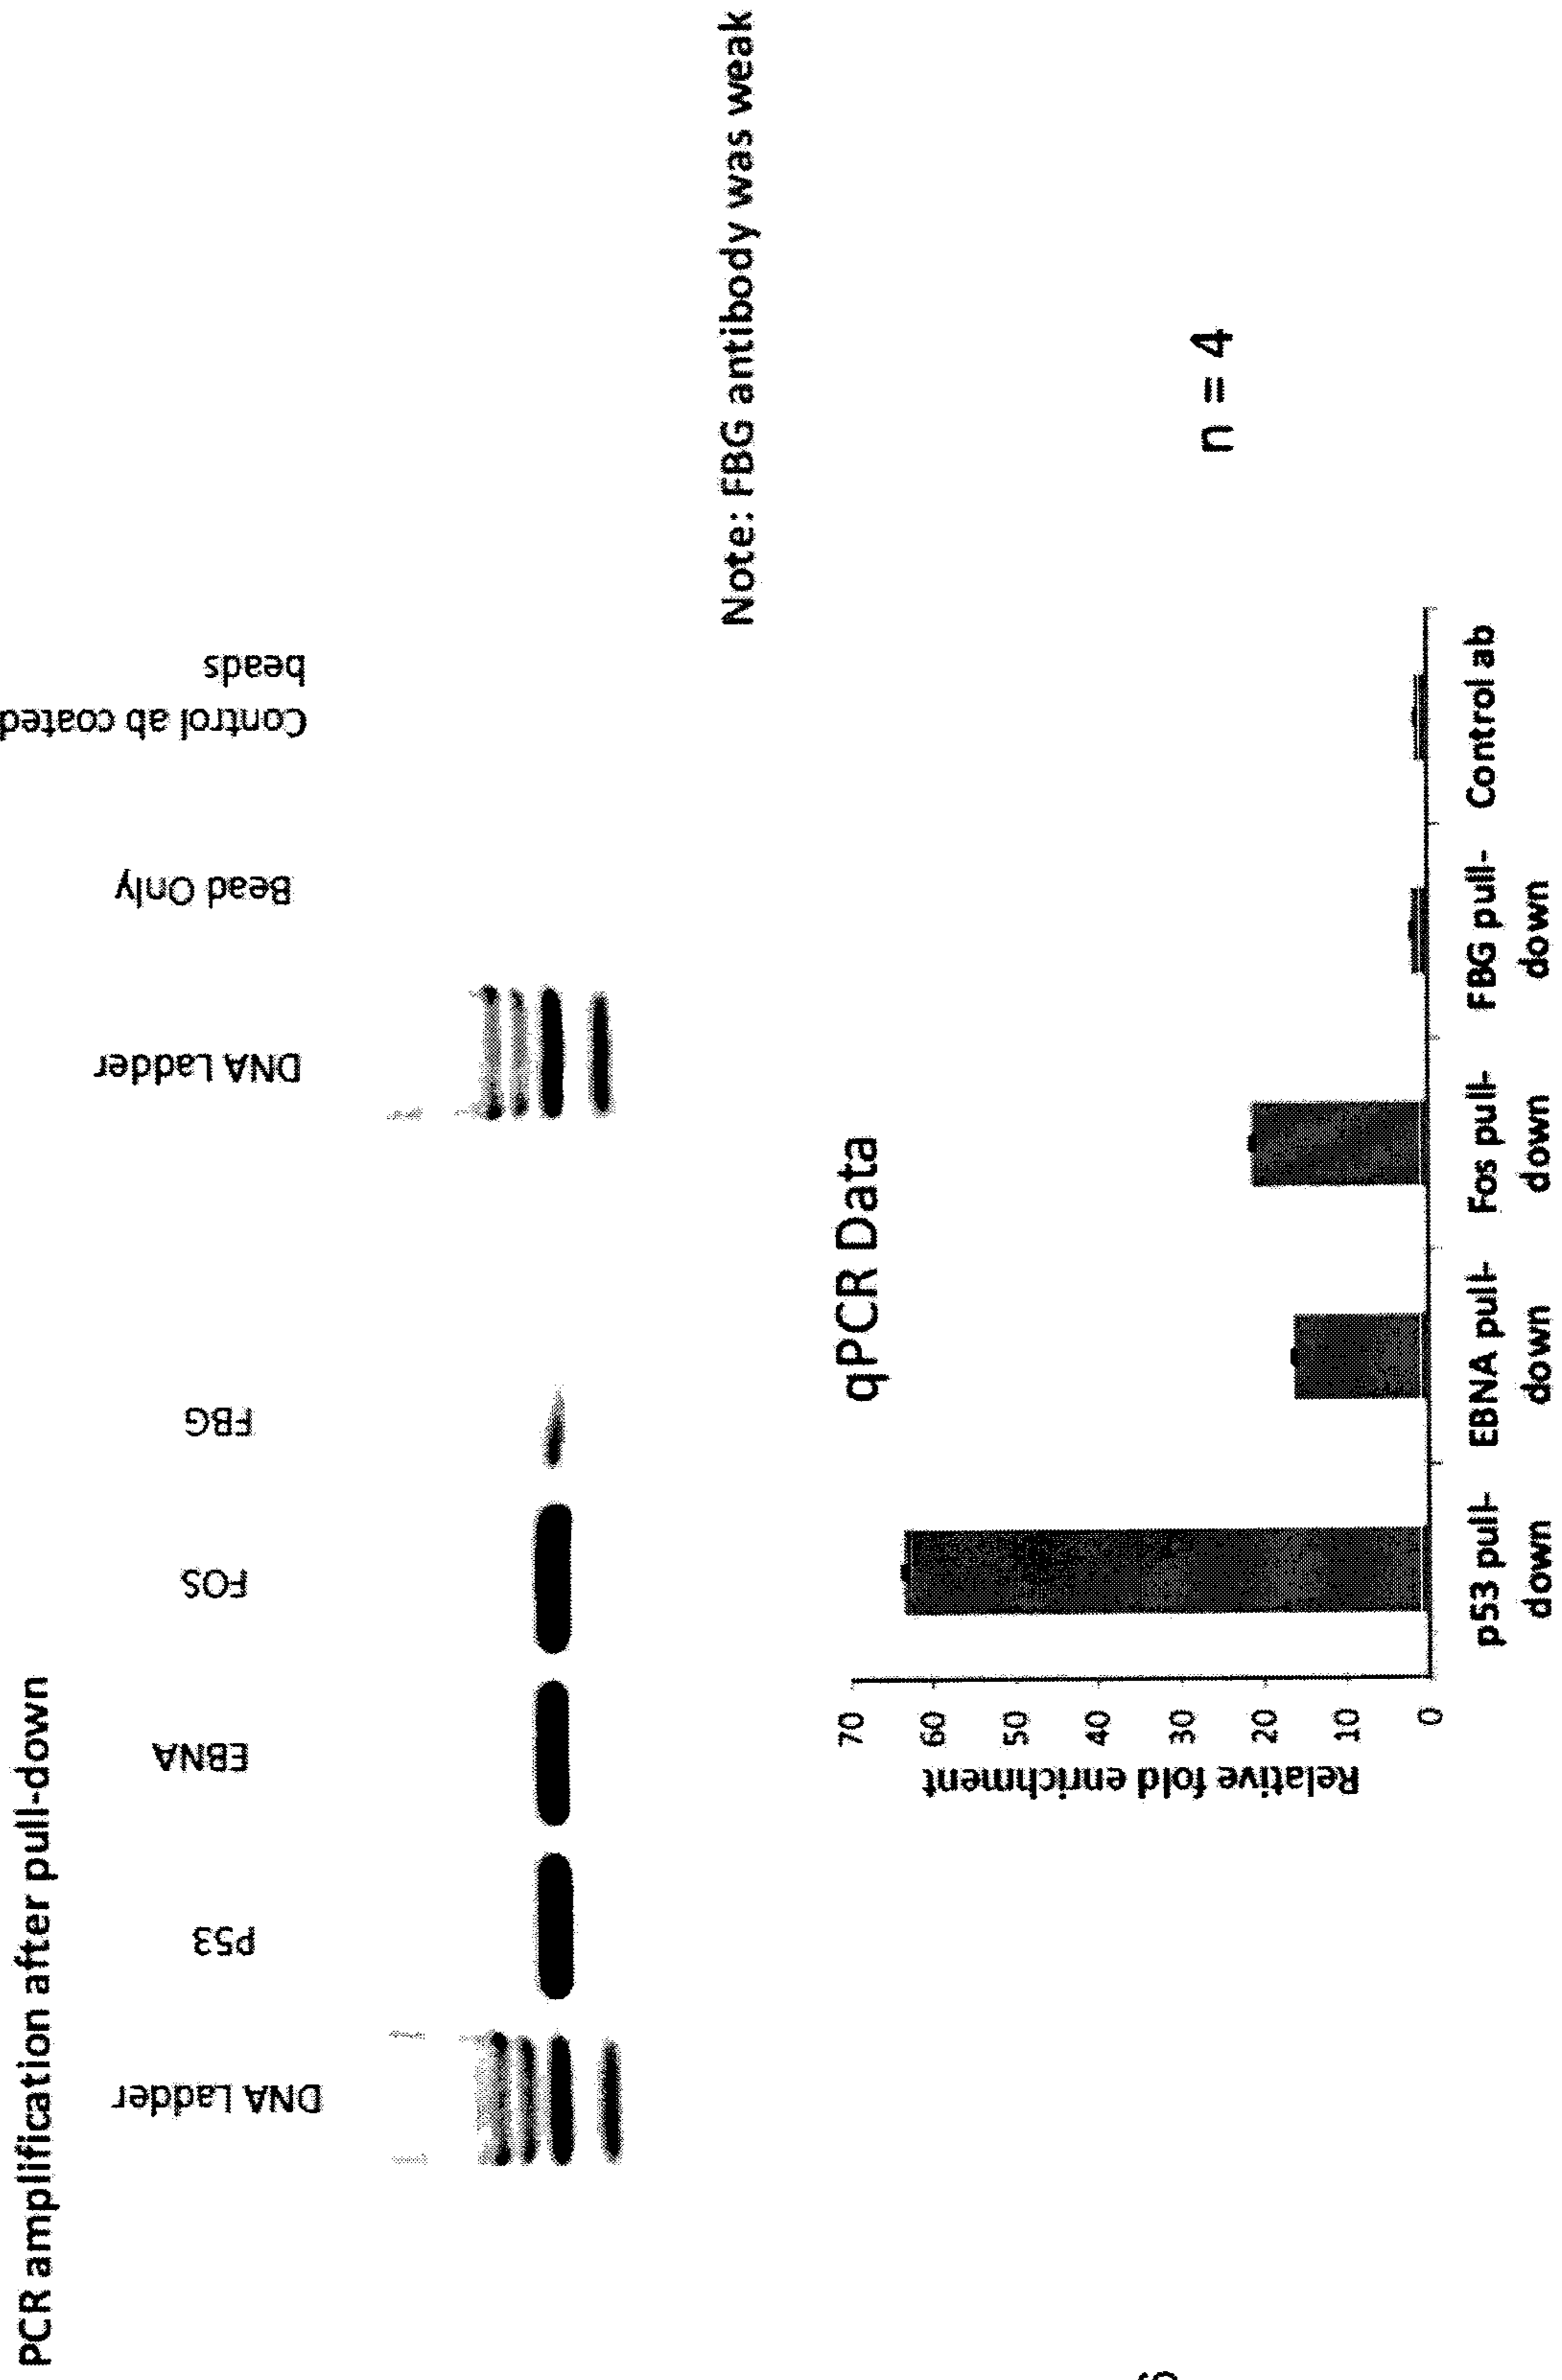 PCR amplification after pull-down
DNA Ladder
P53
EBNA
FOS
FBG
DNA Ladder
Bead Only
Control ab coated
beads
Note: FBG antibody was weak
qPCR Data
n = 4
Relative fold enrichment
70
60
50
40
30
20
10
0
p53 pull-
down
EBNA pull-
down
Fos pull-
down
FBG pull-
down
Control ab